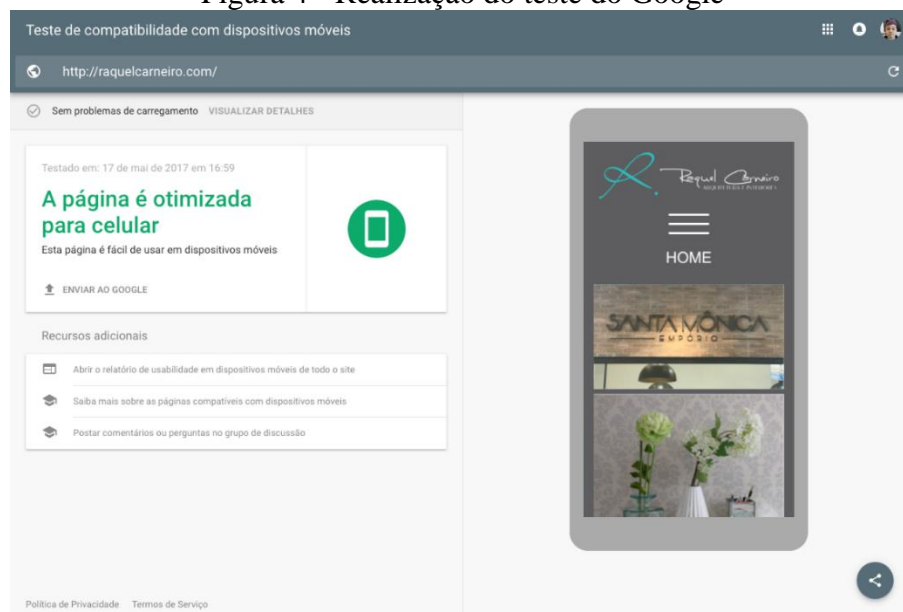 Figura 4 - Realização do teste do Google
Teste de compatibilidade com dispositivos móveis
http://raquelcarneiro.com/
Sem problemas de carregamento VISUALIZAR DETALHES
Testado em: 17 de mai de 2017 em 16:59
A página é otimizada
para celular
Esta página é fácil de usar em dispositivos móveis
ENVIAR AO GOOGLE
Recursos adicionais
Abrir o relatório de usabilidade em dispositivos móveis de todo o site
Saiba mais sobre as páginas compatíveis com dispositivos móveis
Postar comentários ou perguntas no grupo de discussão
Política de Privacidade Termos de Serviço
Raquel Carneiro
ARQUITETURA E INTERIORES
HOME
SANTA MÔNICA
EMPÓRIO